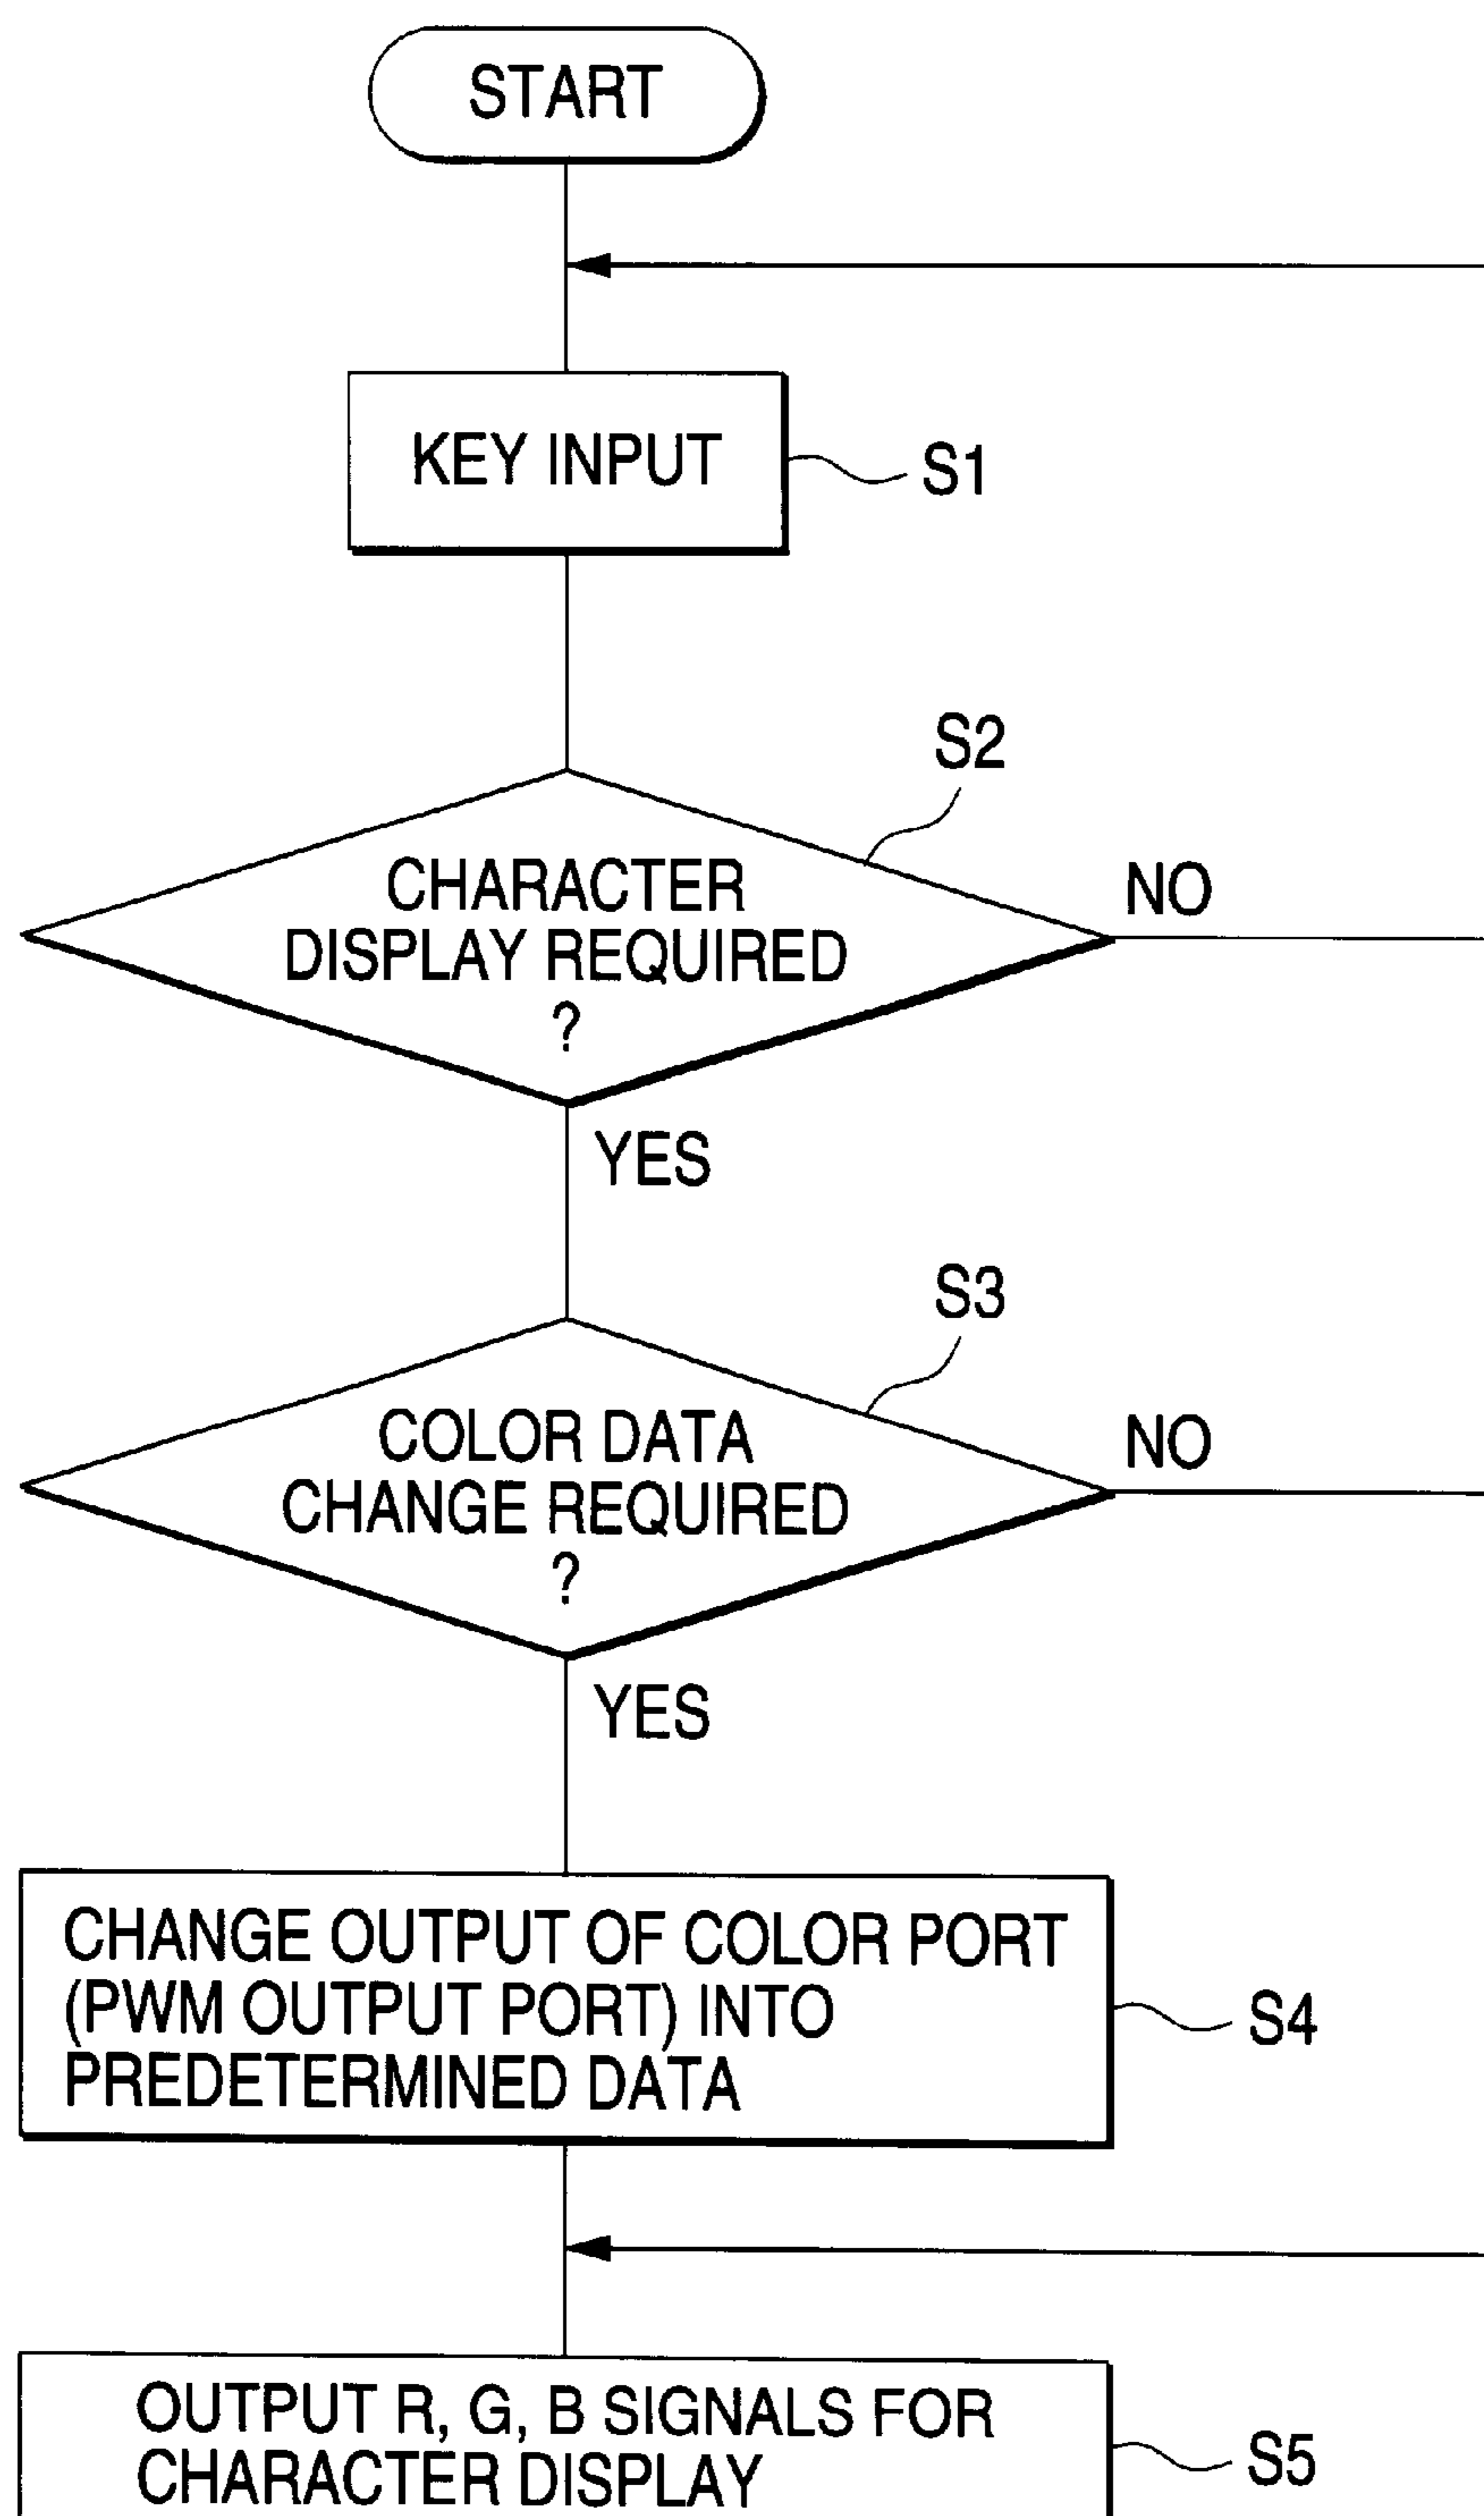 START
KEY INPUT
S1
S2
CHARACTER
DISPLAY REQUIRED
?
NO
YES
S3
COLOR DATA
CHANGE REQUIRED
?
NO
YES
CHANGE OUTPUT OF COLOR PORT
(PWM OUTPUT PORT) INTO
PREDETERMINED DATA
S4
OUTPUT R, G, B SIGNALS FOR
CHARACTER DISPLAY
S5